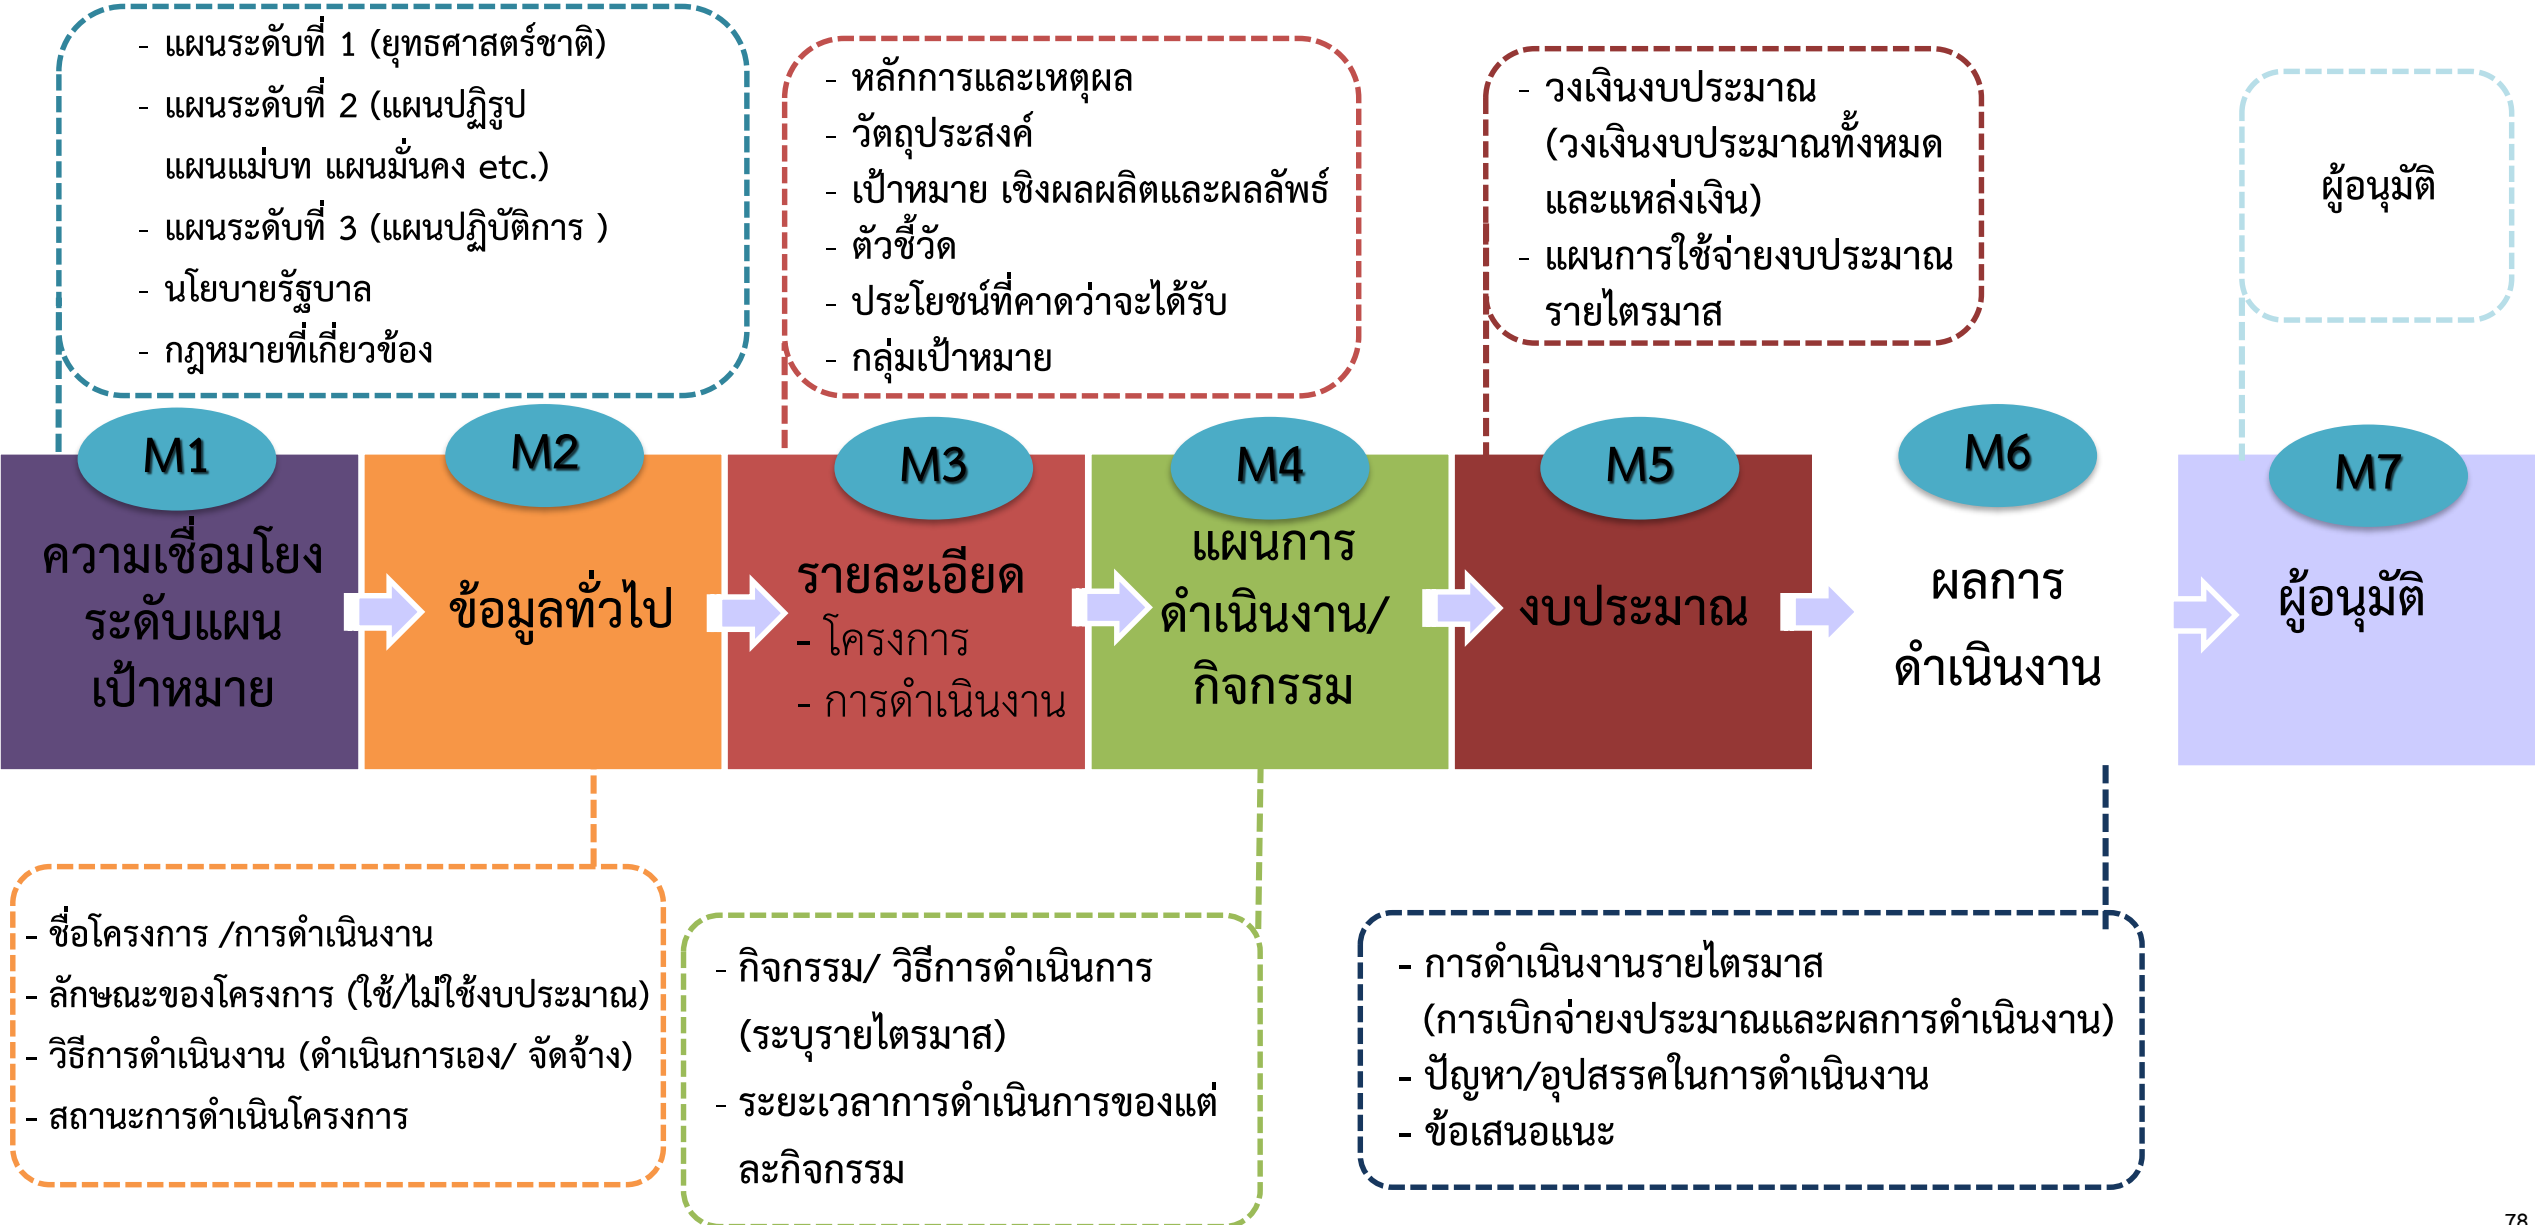 - แผนระดับที่ 1 (ยุทธศาสตร์ชาติ)
- แผนระดับที่ 2 (แผนปฏิรูป
แผนแม่บท แผนมั่นคง etc.)
- แผนระดับที่ 3 (แผนปฏิบัติการ )
- นโยบายรัฐบาล
- กฎหมายที่เกี่ยวข้อง
- หลักการและเหตุผล
- วัตถุประสงค์
- เป้าหมาย เชิงผลผลิตและผลลัพธ์
- ตัวชี้วัด
- ประโยชน์ที่คาดว่าจะได้รับ
- กลุ่มเป้าหมาย
- วงเงินงบประมาณ
(วงเงินงบประมาณทั้งหมด
และแหล่งเงิน)
- แผนการใช้จ่ายงบประมาณ
รายไตรมาส
ผู้อนุมัติ
M1
ความเชื่อมโยง
ระดับแผน
เป้าหมาย
M2
ข้อมูลทั่วไป
M3
รายละเอียด
- โครงการ
- การดำเนินงาน
M4
แผนการ
ดำเนินงาน/
กิจกรรม
M5
งบประมาณ
M6
ผลการ
ดำเนินงาน
M7
ผู้อนุมัติ
- ชื่อโครงการ /การดำเนินงาน
- ลักษณะของโครงการ (ใช้/ไม่ใช้งบประมาณ)
- วิธีการดำเนินงาน (ดำเนินการเอง/ จัดจ้าง)
- สถานะการดำเนินโครงการ
- กิจกรรม/ วิธีการดำเนินการ
(ระบุรายไตรมาส)
- ระยะเวลาการดำเนินการของแต่
ละกิจกรรม
- การดำเนินงานรายไตรมาส
(การเบิกจ่ายงประมาณและผลการดำเนินงาน)
- ปัญหา/อุปสรรคในการดำเนินงาน
- ข้อเสนอแนะ
78